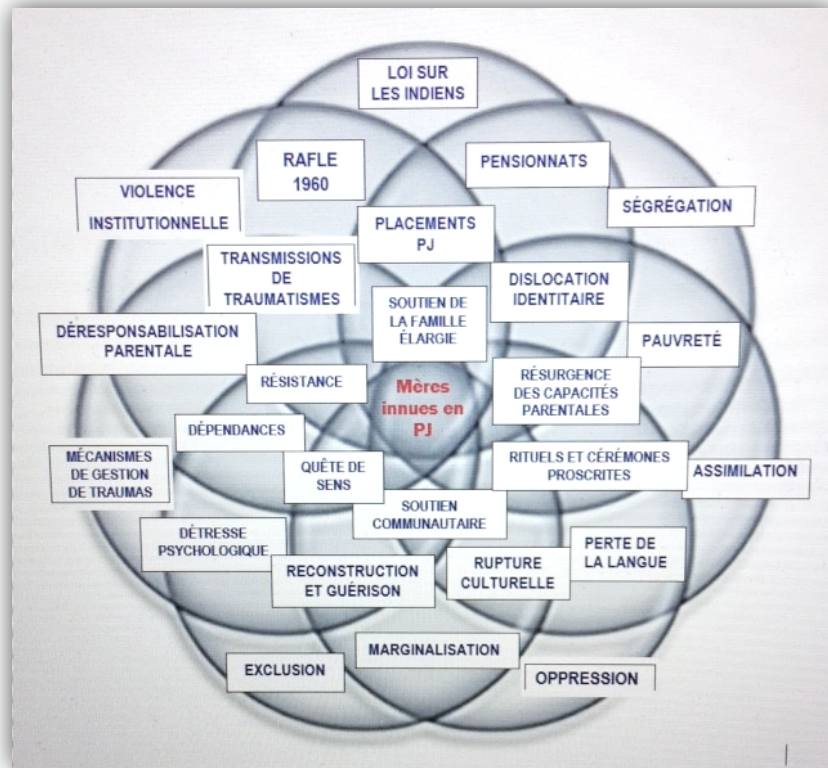 LOI SUR
LES INDIENS
RAFLE
1960
PENSIONNATS
VIOLENCE
INSTITUTIONNELLE
SÉGRÉGATION
PLACEMENTS
PJ
TRANSMISSIONS
DE
TRAUMATISMES
DISLOCATION
IDENTITAIRE
SOUTIEN DE
LA FAMILLE
ÉLARGIE
DÉRESPONSABILISATION
PARENTALE
PAUVRETÉ
RÉSISTANCE
Mères
innues en
PJ
RÉSURGENCE
DES CAPACITÉS
PARENTALES
DÉPENDANCES
MÉCANISMES
DE GESTION
DE TRAUMAS
QUÊTE DE
SENS
RITUELS ET CÉRÉMONES
PROSCRITES
ASSIMILATION
SOUTIEN
COMMUNAUTAIRE
DÉTRESSE
PSYCHOLOGIQUE
RECONSTRUCTION
ET GUÉRISON
RUPTURE
CULTURELLE
PERTE DE
LA LANGUE
MARGINALISATION
EXCLUSION
OPPRESSION